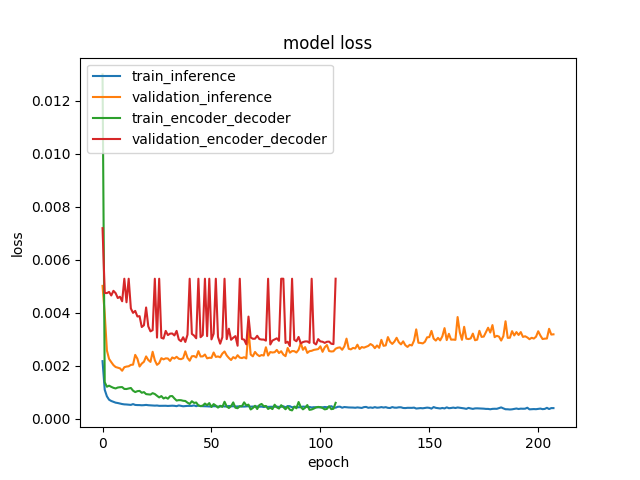 model loss
train_inference
validation_inference
train_encoder_decoder
validation_encoder_decoder
0.012
0.010
0.008
0.006
0.004
0.002
0.000
loss
0 50 100 150 200
epoch